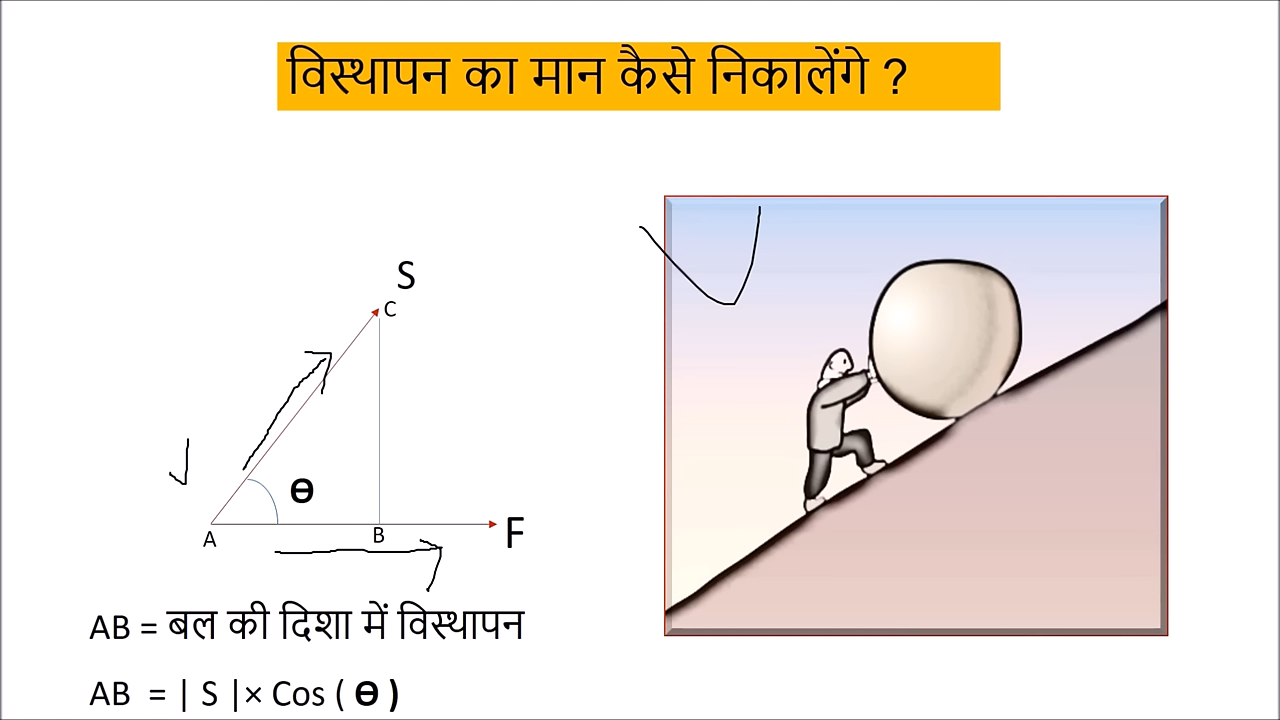 विस्थापन का मान कैसे निकालेंगे ?
S
C
Ɵ
A
B
F
AB = बल की दिशा में विस्थापन
AB = | S |× Cos ( Ɵ )